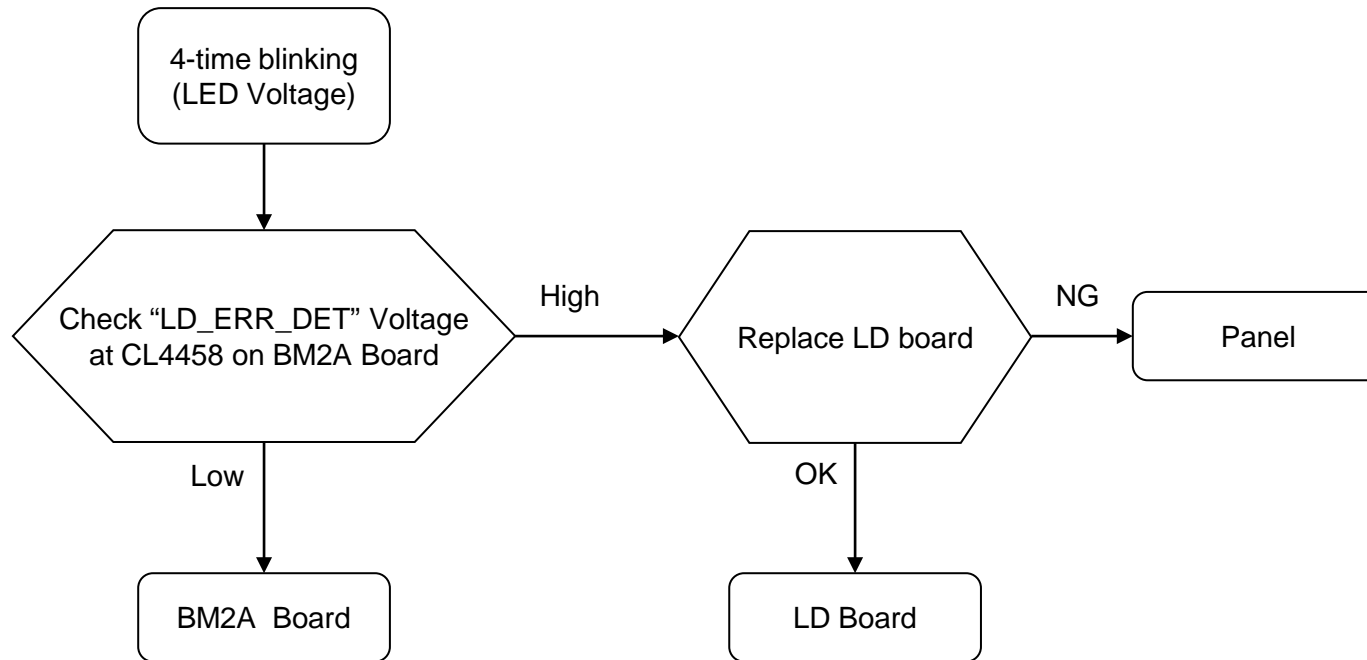 4-time blinking
(LED Voltage)
Check “LD_ERR_DET” Voltage
at CL4458 on BM2A Board
High
Replace LD board
NG
Panel
Low
OK
BM2A  Board
LD Board